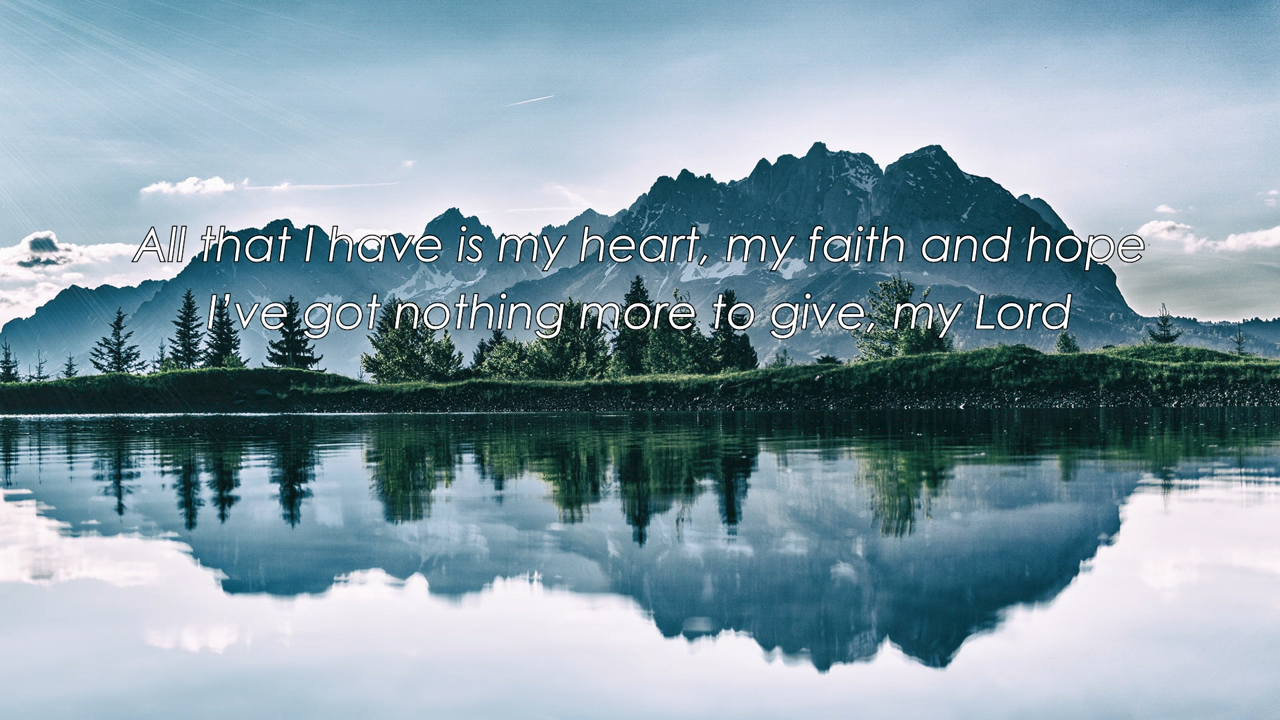 All that I have is my heart, my faith and hope
I've got nothing more to give, my Lord